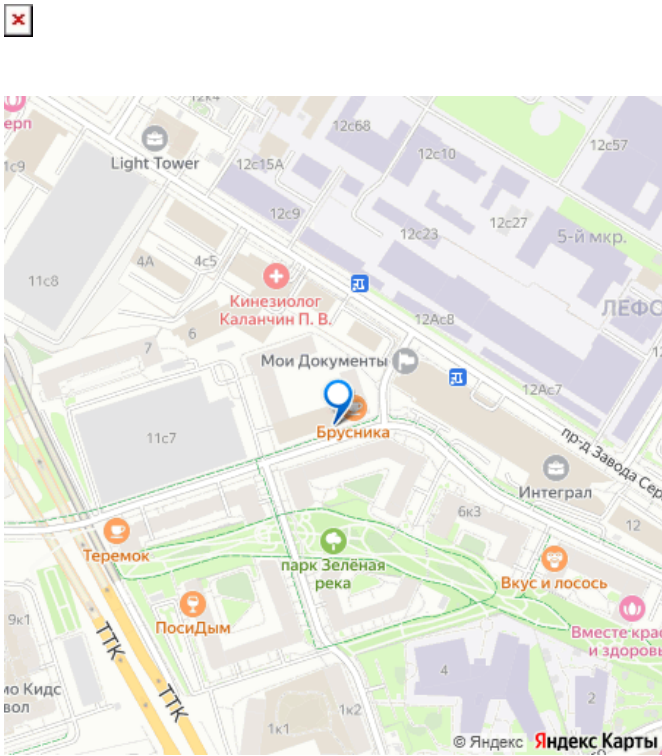 12к4
ерп
12с68
Light Tower
1с9
12с15А
12с10
12с57
12с9
12с27
12с23
5-й мкр.
4А
4с5
11с8
Кинезиолог
Каланчин П. В.
ЛЕФО
12Ас8
6
7
Мои Документы
12Ас7
Брусника
11с7
пр-д Завода Сер
Интеграл
6к3
12
Теремок
парк Зелёная
река
Вкус и лосось
9к1
ПосиДым
Вместе крас
и здоровь
ТТК
ТТК
4
мо Кидс
вол
2
1к2
1к1
© Яндекс Яндекс Карты